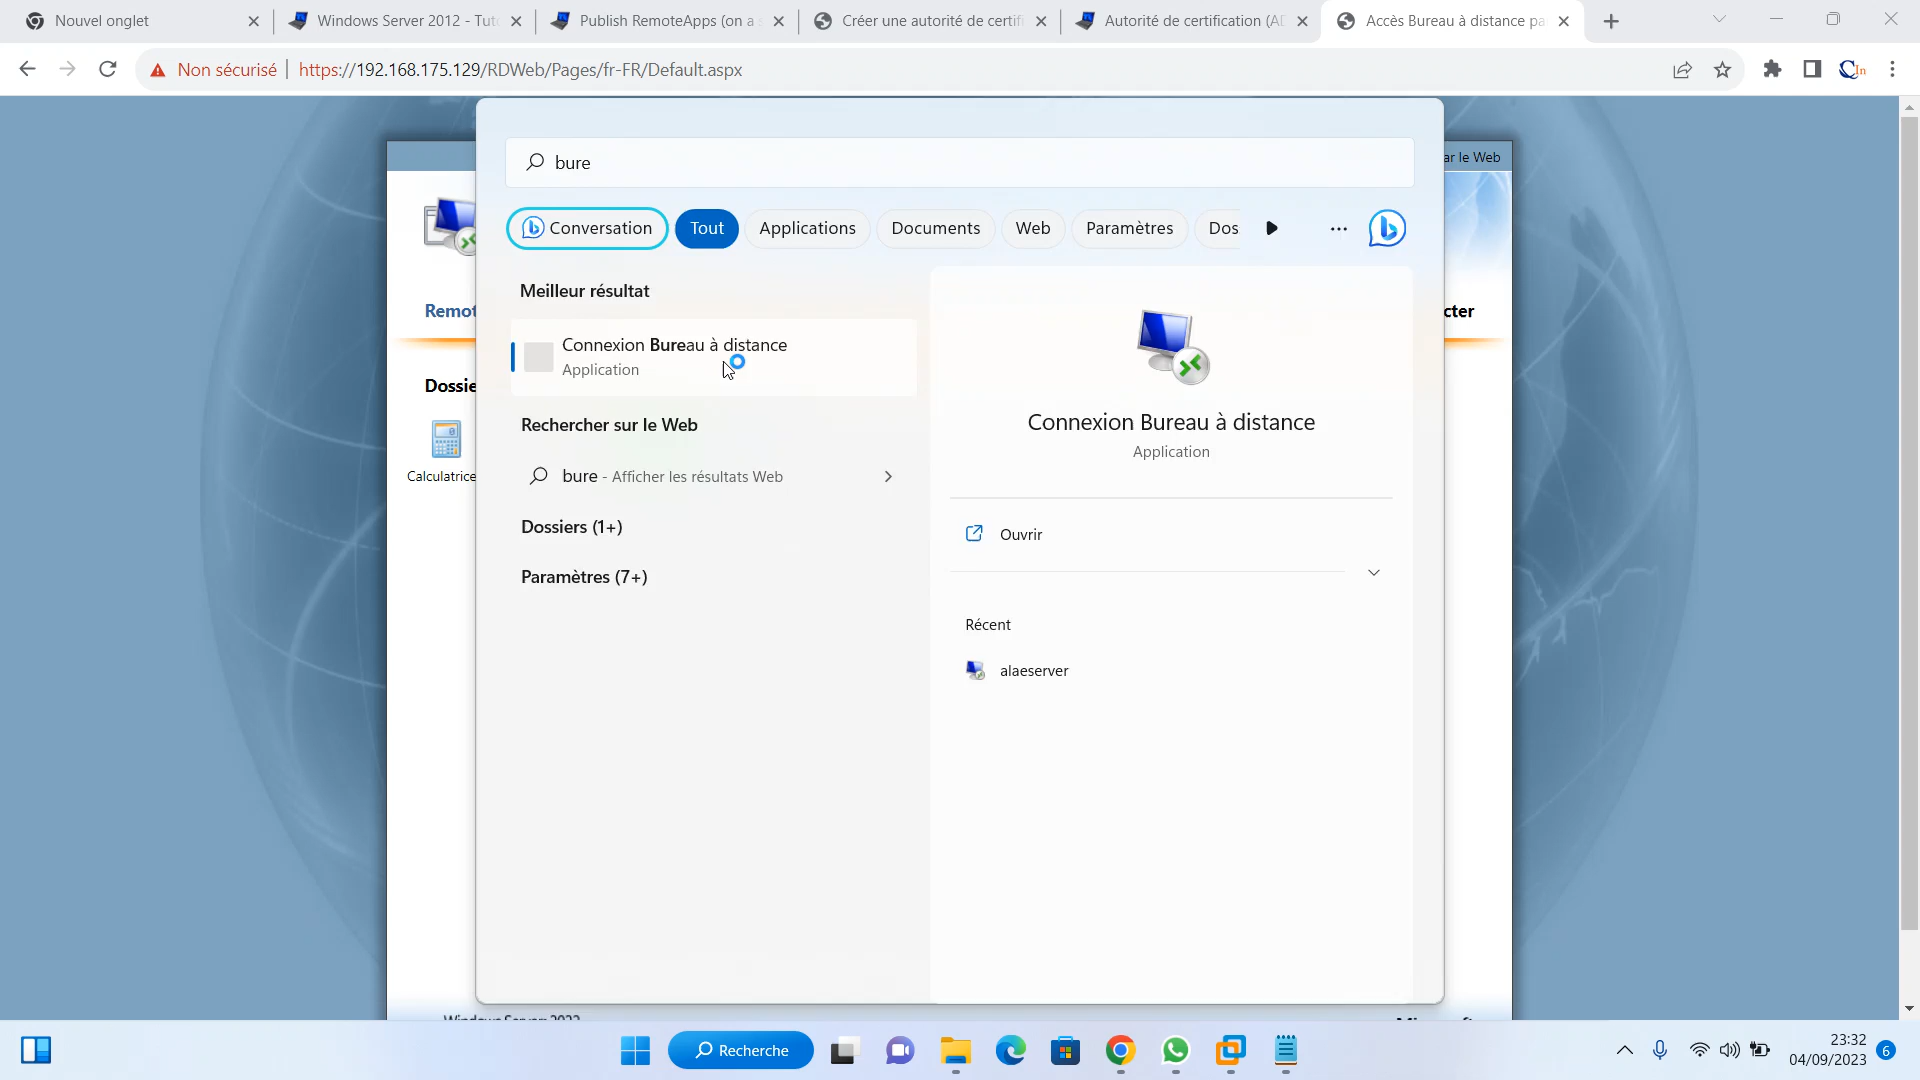 Nouvel onglet
Windows Server 2012 - Tuto
Publish RemoteApps (on a s
Créer une autorité de certifi
Autorité de certification (AD
Accès Bureau à distance pa
Non sécurisé
https://192.168.175.129/RDWeb/Pages/fr-FR/Default.aspx
In
bure
ar le Web
Conversation
Tout
Applications
Documents
Web
Paramètres
Dos
Meilleur résultat
Remot
cter
Connexion Bureau à distance
Application
Dossie
Connexion Bureau à distance
Application
Rechercher sur le Web
Calculatrice
bure - Afficher les résultats Web
Dossiers (1+)
Ouvrir
Paramètres (7+)
Récent
alaeserver
Recherche
23:32
04/09/2023
6